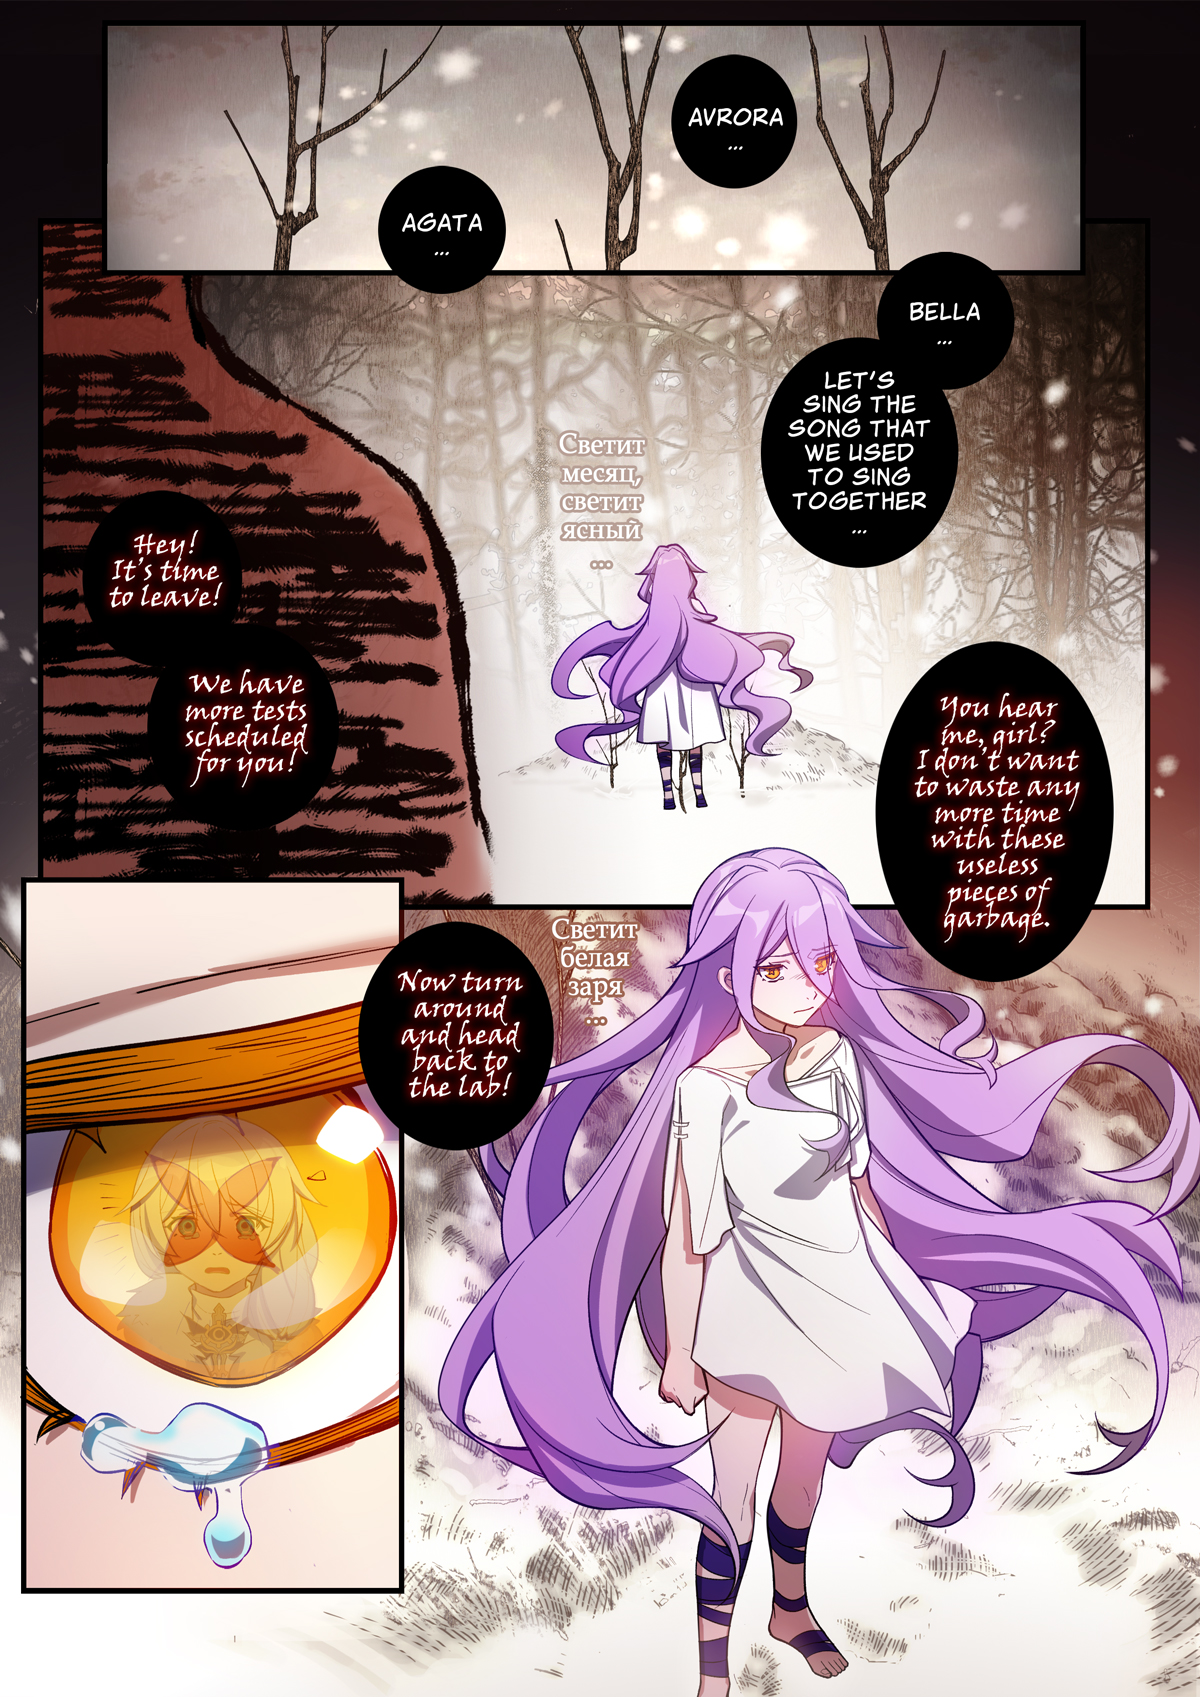 AVRORA
...
AGATA
...
BELLA
...
LET'S
SING THE
SONG THAT
WE USED
TO SING
TOGETHER
...
Светит
месяц,
светит
ясный
...
Hey!
It's time
to leave!
We have
more tests
scheduled
for you!
You hear
me, girl?
I don't want
to waste any
more time
with these
useless
pieces of
garbage.
Светит
белая
заря
...
Now turn
around
and head
back to
the lab!